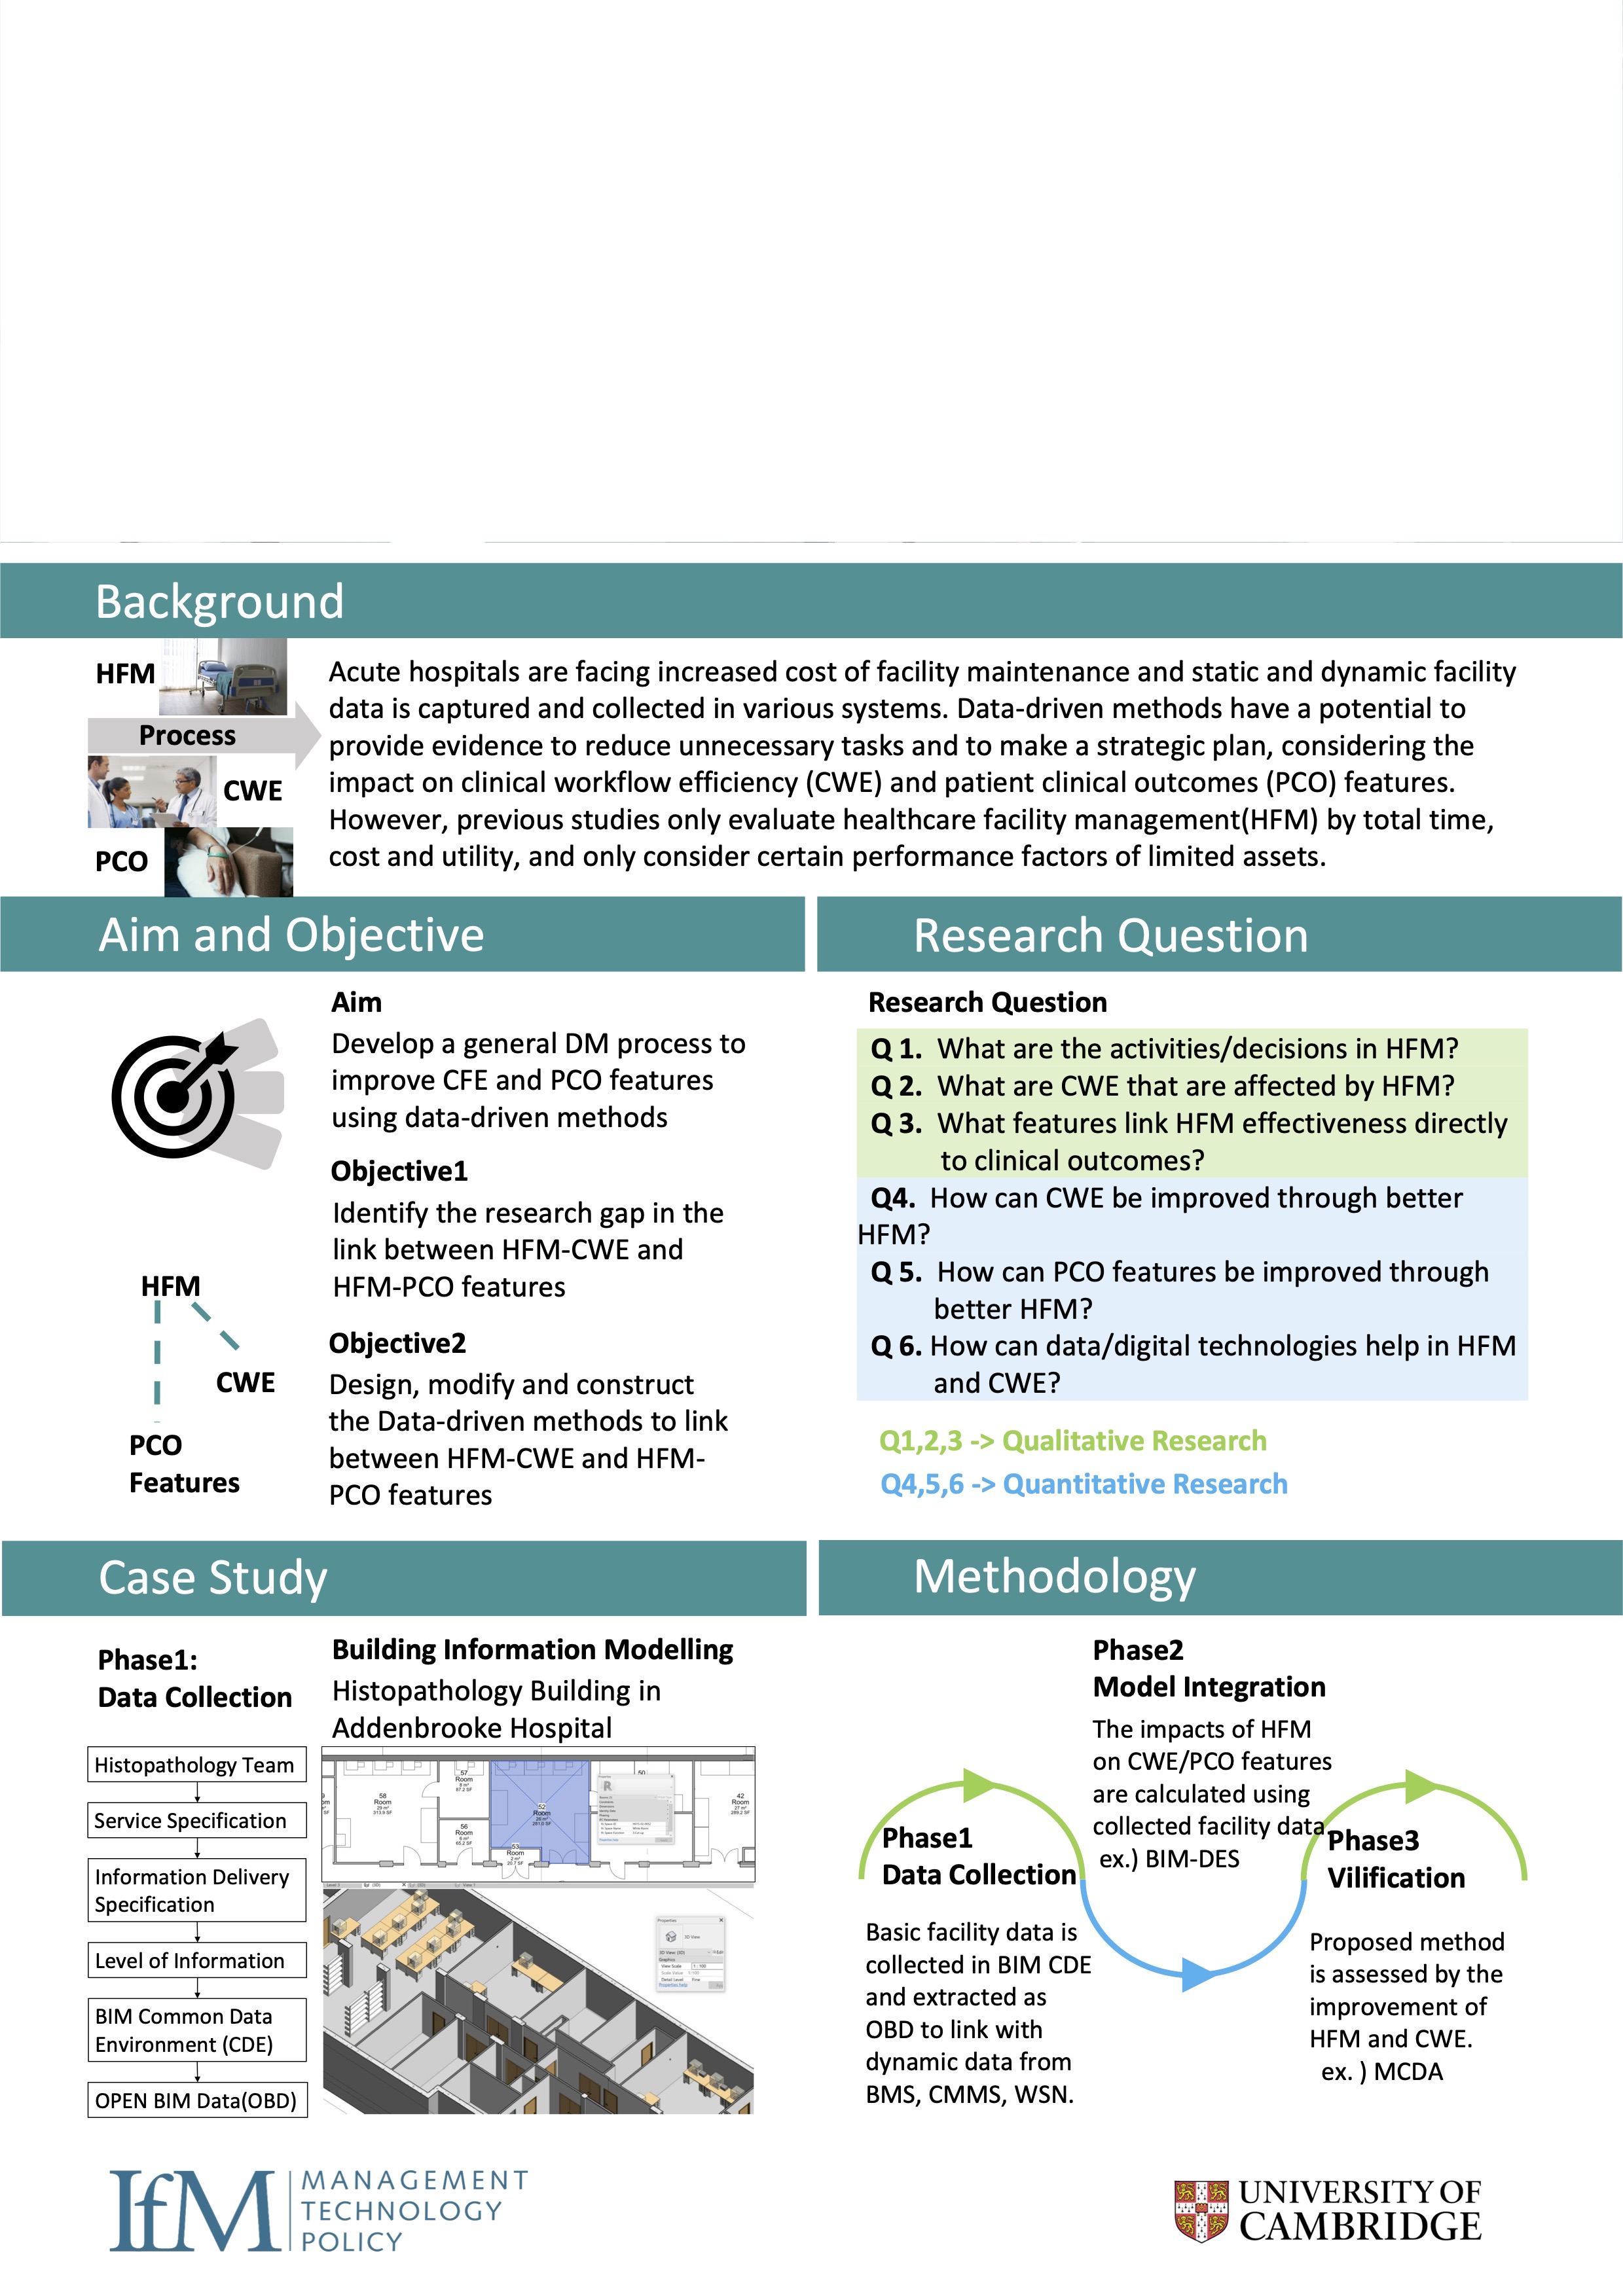 Background
HFM
Process
CWE
PCO
Acute hospitals are facing increased cost of facility maintenance and static and dynamic facility
data is captured and collected in various systems. Data-driven methods have a potential to
provide evidence to reduce unnecessary tasks and to make a strategic plan, considering the
impact on clinical workflow efficiency (CWE) and patient clinical outcomes (PCO) features.
However, previous studies only evaluate healthcare facility management(HFM) by total time,
cost and utility, and only consider certain performance factors of limited assets.
Aim and Objective
Aim
Develop a general DM process to
improve CFE and PCO features
using data-driven methods
Objective1
Identify the research gap in the
link between HFM-CWE and
HFM-PCO features
Objective2
Design, modify and construct
the Data-driven methods to link
between HFM-CWE and HFM-
PCO features
HFM
CWE
PCO
Features
Research Question
Research Question
Q 1. What are the activities/decisions in HFM?
Q 2. What are CWE that are affected by HFM?
Q 3. What features link HFM effectiveness directly
to clinical outcomes?
Q4. How can CWE be improved through better
HFM?
Q 5. How can PCO features be improved through
better HFM?
Q 6. How can data/digital technologies help in HFM
and CWE?
Q1,2,3 -> Qualitative Research
Q4,5,6 -> Quantitative Research
Case Study
Phase1:
Data Collection
Histopathology Team
Service Specification
Information Delivery
Specification
Level of Information
BIM Common Data
Environment (CDE)
OPEN BIM Data(OBD)
Building Information Modelling
Histopathology Building in
Addenbrooke Hospital
58
Room
57
Room
56
Room
52
Room
53
Room
50
42
Room
Properties
3D View
Methodology
Phase1
Data Collection
Basic facility data is
collected in BIM CDE
and extracted as
OBD to link with
dynamic data from
BMS, CMMS, WSN.
Phase2
Model Integration
The impacts of HFM
on CWE/PCO features
are calculated using
collected facility data.
ex.) BIM-DES
Phase3
Vilification
Proposed method
is assessed by the
improvement of
HFM and CWE.
ex. ) MCDA
IfM
MANAGEMENT
TECHNOLOGY
POLICY
UNIVERSITY OF
CAMBRIDGE